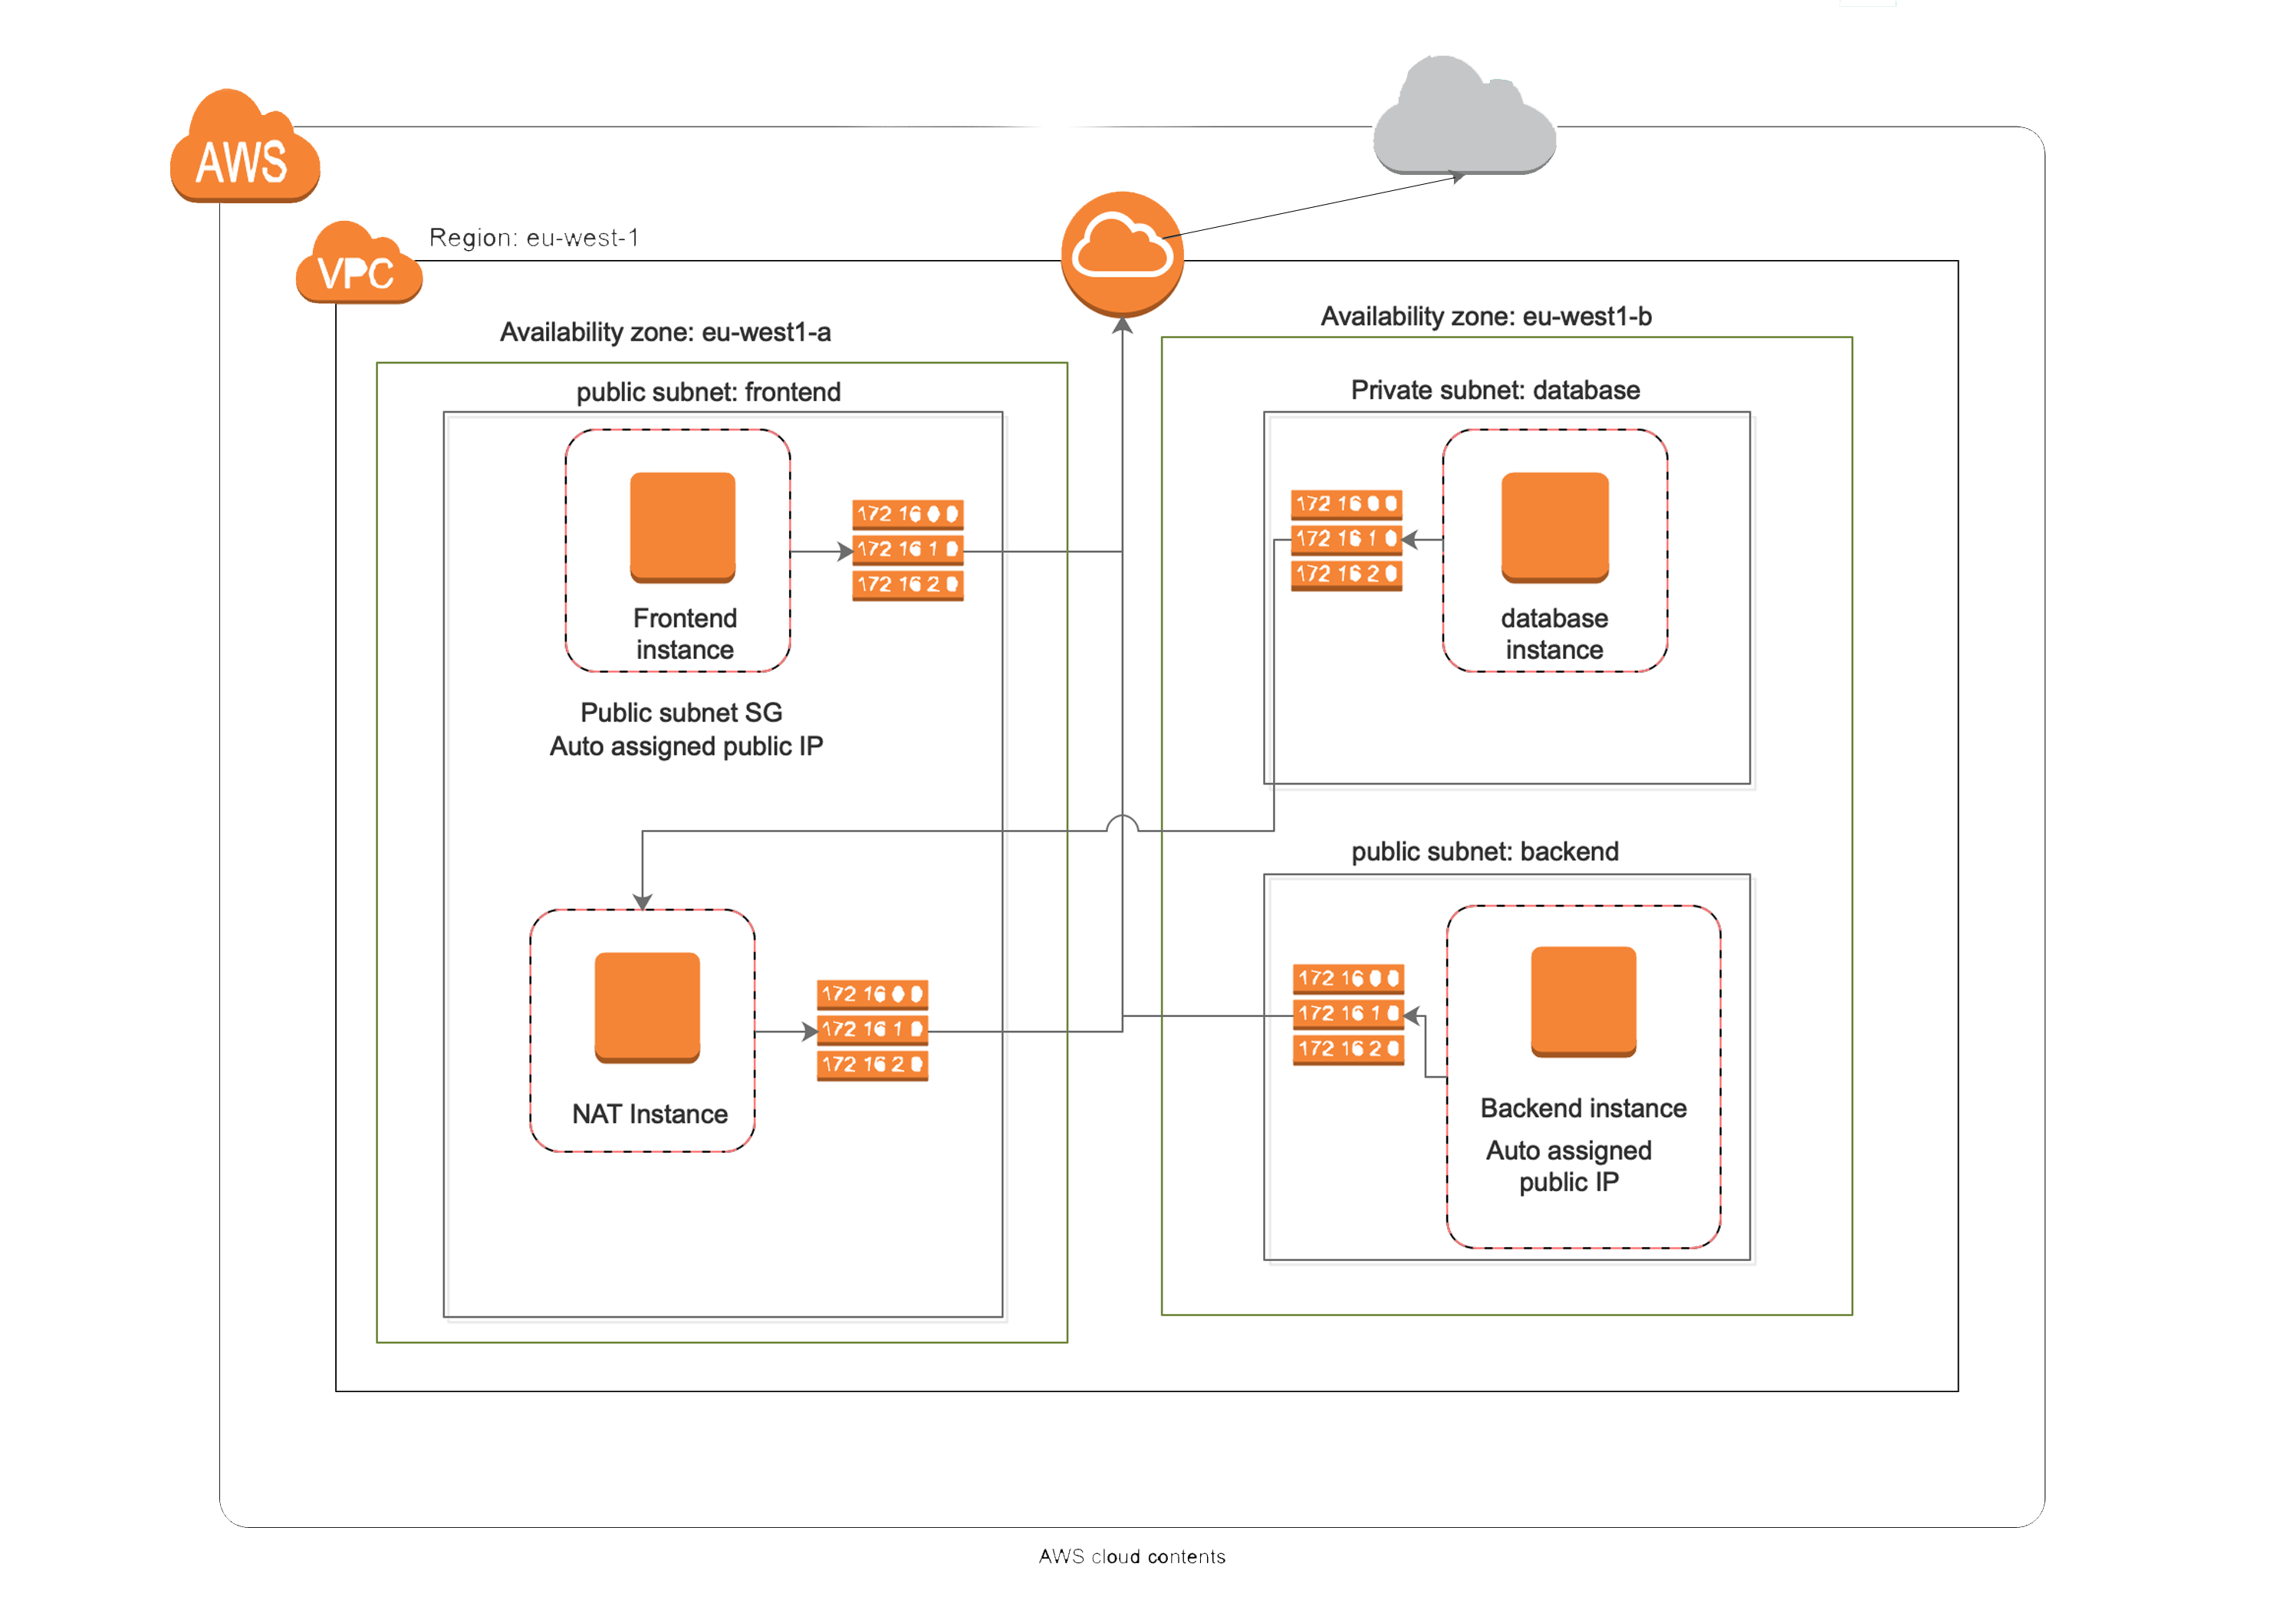 AWS
VPC
Region: eu-west-1
Availability zone: eu-west1-a
Availability zone: eu-west1-b
public subnet: frontend
Private subnet: database
172 16 0 0
172 16 1 0
172 16 2 0
172 16 0 0
172 16 1 0
172 16 2 0
Frontend
instance
database
instance
Public subnet SG
Auto assigned public IP
public subnet: backend
172 16 0 0
172 16 1 0
172 16 2 0
172 16 0 0
172 16 1 0
172 16 2 0
NAT Instance
Backend instance
Auto assigned
public IP
AWS cloud contents